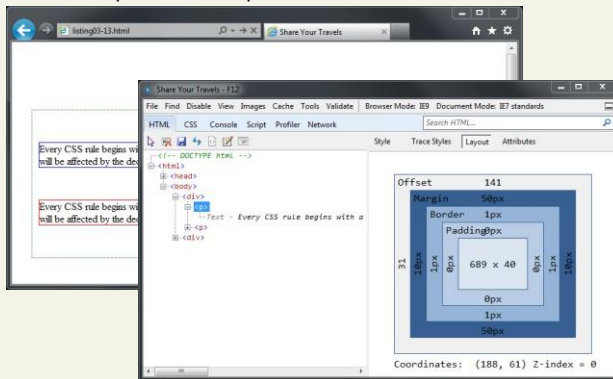 listing03-13.html
Share Your Travels
Every CSS rule begins wi
will be affected by the dec
Every CSS rule begins wi
will be affected by the dec
Share Your Travels - F12
File Find Disable View Images Cache Tools Validate Browser Mode: IE9 Document Mode: IE7 standards
HTML CSS Console Script Profiler Network Search HTML...
Style Trace Styles Layout Attributes
<!-- DOCTYPE html -->
<html>
<head>
<body>
<div>
<p>
Text - Every CSS rule begins with a
<p>
<div>
Offset 141
Margin 50px
Border 1px
Padding 0px
31 10px 1px 0px 689 x 40 0px 1px 10px
0px
1px
50px
Coordinates: (188, 61) Z-index = 0